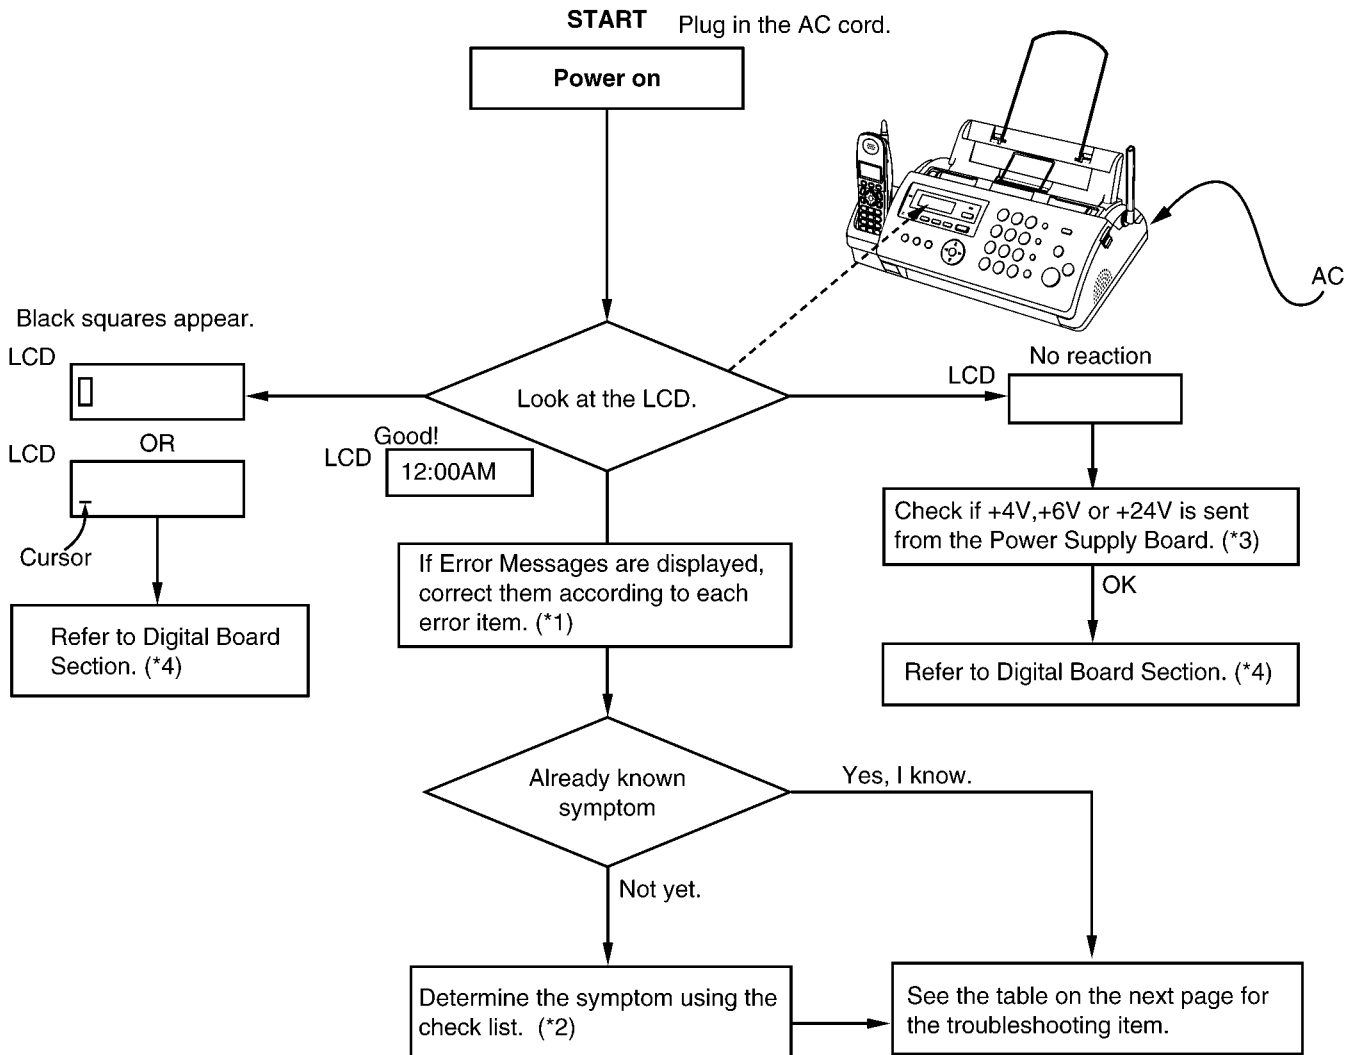 START Plug in the AC cord.
Power on
AC
Black squares appear.
LCD
OR
LCD
Cursor
Refer to Digital Board
Section. (*4)
Look at the LCD.
Good!
LCD 12:00AM
No reaction
LCD
Check if +4V,+6V or +24V is sent
from the Power Supply Board. (*3)
OK
Refer to Digital Board Section. (*4)
If Error Messages are displayed,
correct them according to each
error item. (*1)
Already known
symptom
Yes, I know.
Not yet.
Determine the symptom using the
check list. (*2)
See the table on the next page for
the troubleshooting item.